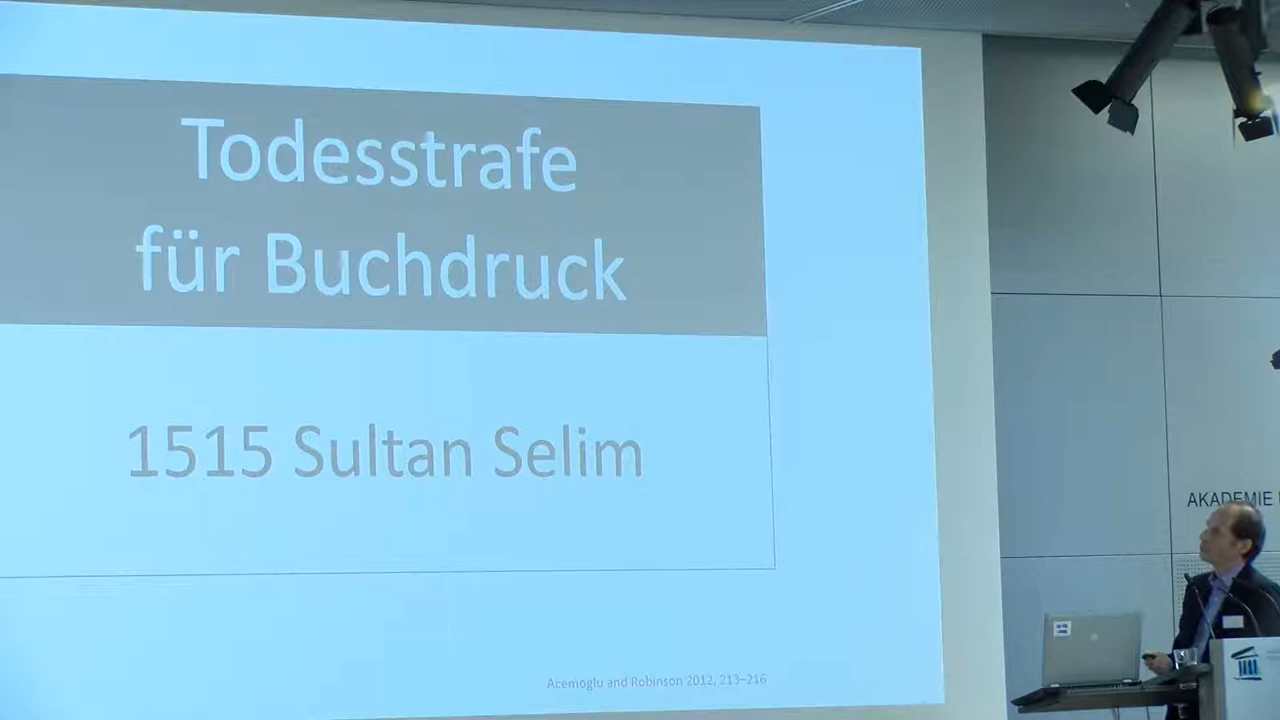 Todesstrafe
für Buchdruck
1515 Sultan Selim
Acemoglu and Robinson 2012, 213–216
AKADEMIE